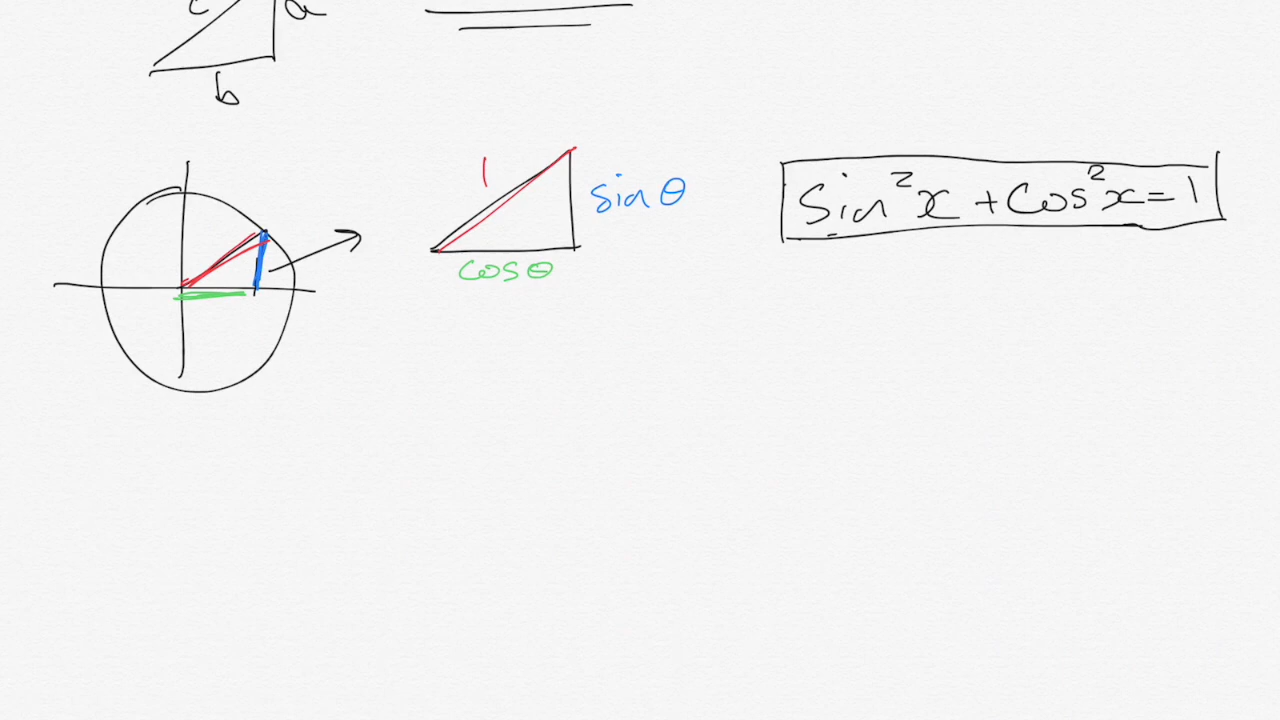 c a
b
1
sin θ
cos θ
Sin²x + Cos²x = 1